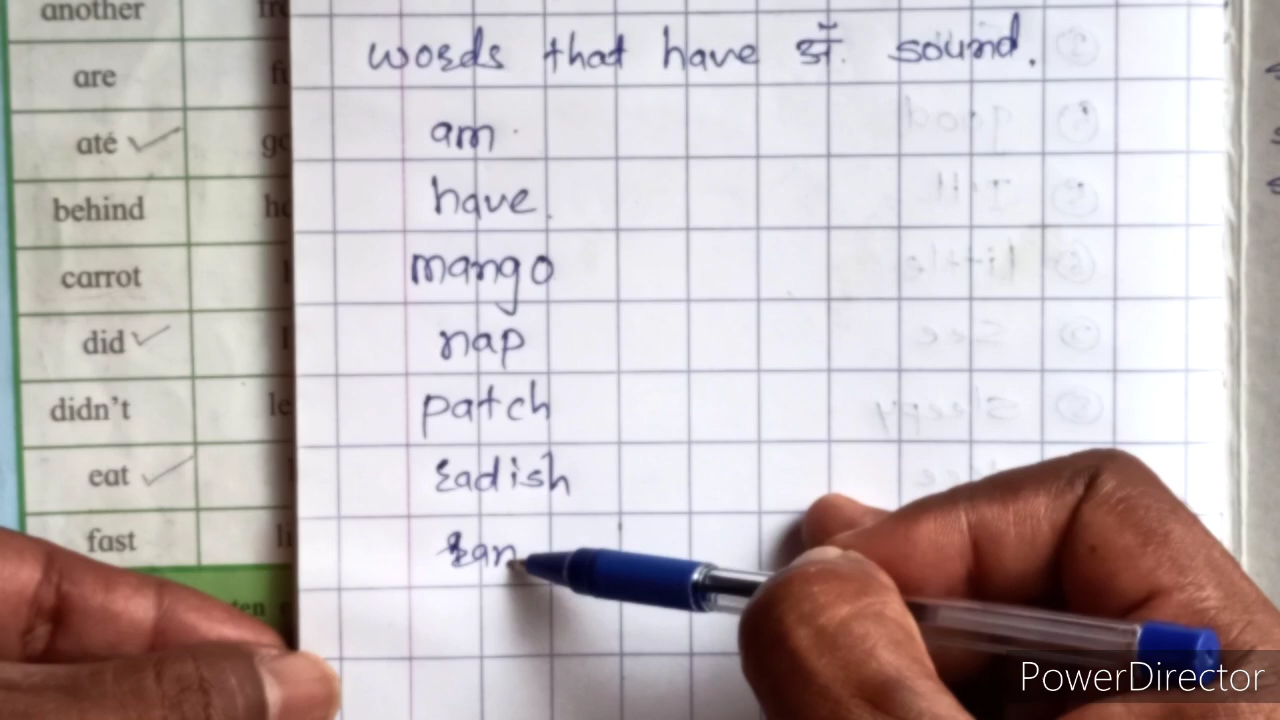 another
are
até
behind
carrot
did
didn't
eat
fast
words that have ॲ sound.
am
have
mango
nap
patch
radish
ran
PowerDirector